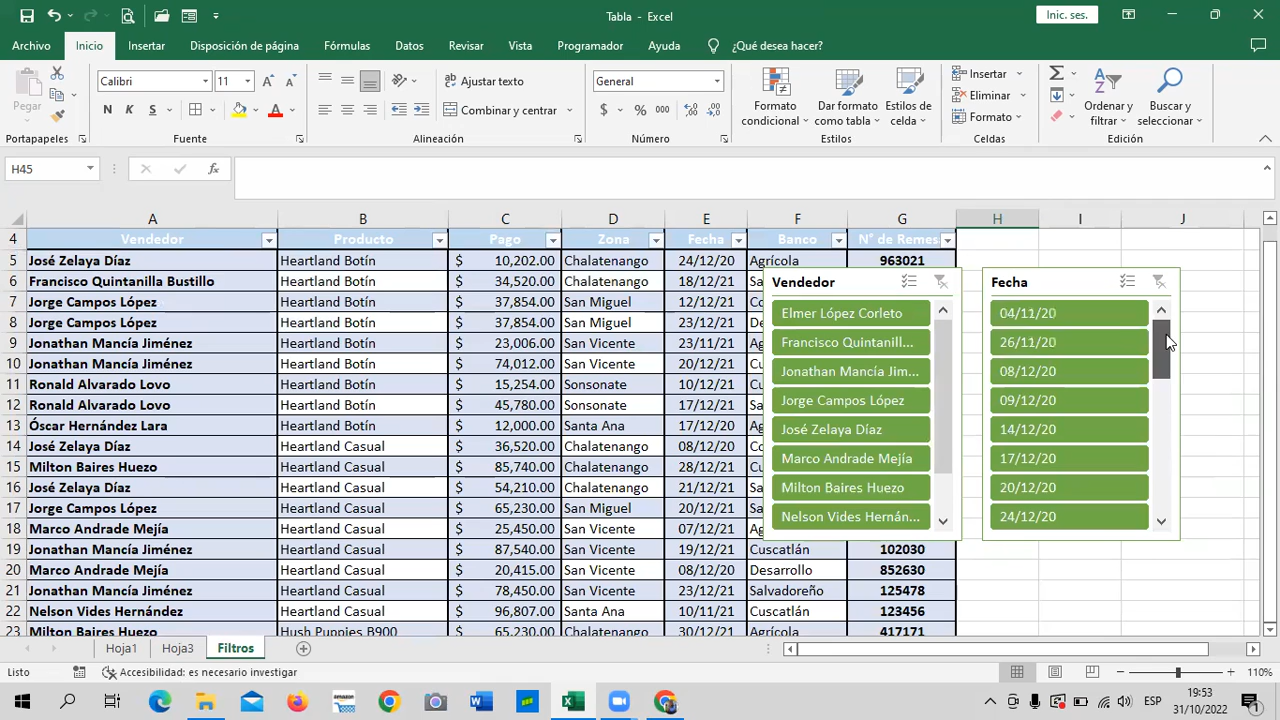 Tabla - Excel
Inic. ses.
Archivo Inicio Insertar Disposición de página Fórmulas Datos Revisar Vista Programador Ayuda ¿Qué desea hacer?
Pegar
Calibri 11
N K S
Ajustar texto
Combinar y centrar
General
$ % 000
Formato condicional
Dar formato como tabla
Estilos de celda
Insertar
Eliminar
Formato
Ordenar y filtrar
Buscar y seleccionar
Portapapeles Fuente Alineación Número Estilos Celdas Edición
H45
A B C D E F G H I J
4 Vendedor Producto Pago Zona Fecha Banco N° de Remes
5 José Zelaya Díaz Heartland Botín $ 10,202.00 Chalatenango 24/12/20 Agrícola 963021
6 Francisco Quintanilla Bustillo Heartland Botín $ 34,520.00 Chalatenango 18/12/21
7 Jorge Campos López Heartland Botín $ 37,854.00 San Miguel 12/12/21
8 Jorge Campos López Heartland Botín $ 37,854.00 San Miguel 23/12/21
9 Jonathan Mancía Jiménez Heartland Botín $ 23,006.00 San Vicente 23/11/21
10 Jonathan Mancía Jiménez Heartland Botín $ 74,012.00 San Vicente 20/12/21
11 Ronald Alvarado Lovo Heartland Botín $ 15,254.00 Sonsonate 10/12/21
12 Ronald Alvarado Lovo Heartland Botín $ 45,780.00 Sonsonate 17/12/21
13 Óscar Hernández Lara Heartland Botín $ 12,000.00 Santa Ana 17/12/20
14 José Zelaya Díaz Heartland Casual $ 36,520.00 Chalatenango 08/12/20
15 Milton Baires Huezo Heartland Casual $ 85,740.00 Chalatenango 28/12/21
16 José Zelaya Díaz Heartland Casual $ 54,210.00 Chalatenango 21/12/21
17 Jorge Campos López Heartland Casual $ 65,230.00 San Miguel 23/12/21
18 Marco Andrade Mejía Heartland Casual $ 25,450.00 San Vicente 07/12/21
19 Jonathan Mancía Jiménez Heartland Casual $ 87,540.00 San Vicente 19/12/21 Cuscatlán 102030
20 Marco Andrade Mejía Heartland Casual $ 20,415.00 San Vicente 08/12/20 Desarrollo 852630
21 Jonathan Mancía Jiménez Heartland Casual $ 78,450.00 San Vicente 23/12/21 Salvadoreño 125478
22 Nelson Vides Hernández Heartland Casual $ 96,807.00 Santa Ana 10/11/21 Cuscatlán 123456
23 Milton Baires Huezo Hush Puppies B900 $ 65,230.00 Chalatenango 30/12/21 Agrícola 417171
Vendedor
Elmer López Corleto
Francisco Quintanill...
Jonathan Mancía Jim...
Jorge Campos López
José Zelaya Díaz
Marco Andrade Mejía
Milton Baires Huezo
Nelson Vides Hernán...
Fecha
04/11/20
26/11/20
08/12/20
09/12/20
14/12/20
17/12/20
20/12/20
24/12/20
Hoja1 Hoja3 Filtros
Listo Accesibilidad: es necesario investigar 110%
ESP
19:53
31/10/2022